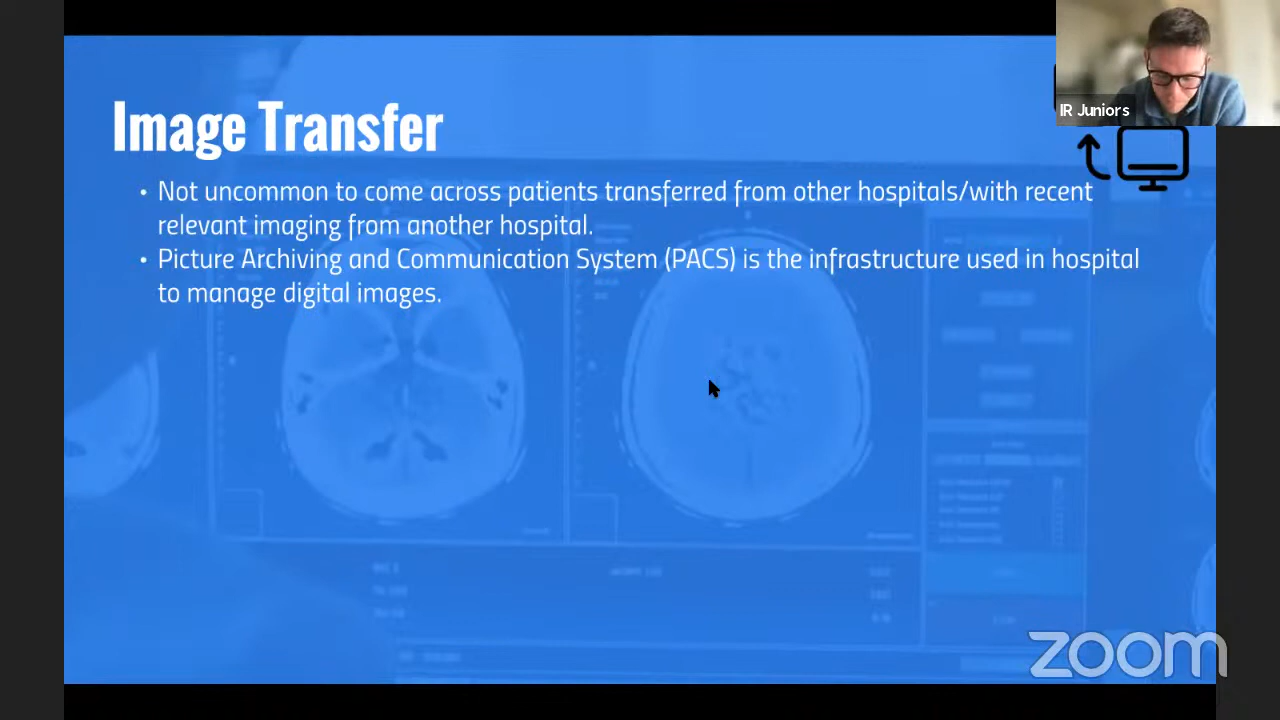 IR Juniors
Image Transfer
• Not uncommon to come across patients transferred from other hospitals/with recent
relevant imaging from another hospital.
• Picture Archiving and Communication System (PACS) is the infrastructure used in hospital
to manage digital images.
zoom